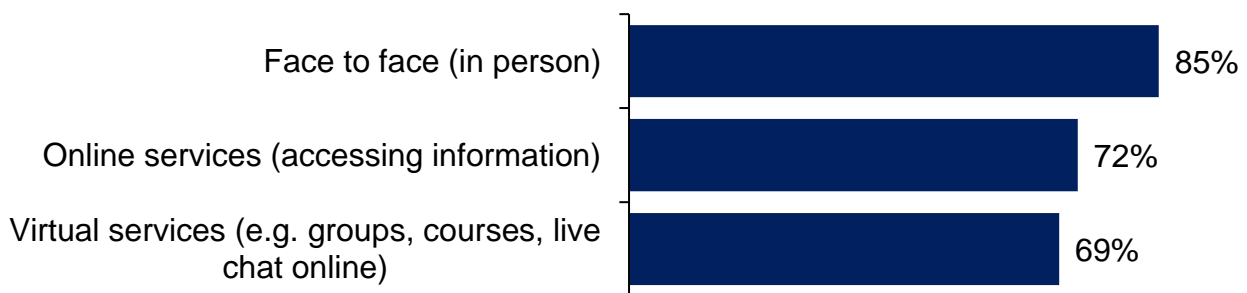 Face to face (in person)
85%
Online services (accessing information)
72%
Virtual services (e.g. groups, courses, live
chat online)
69%